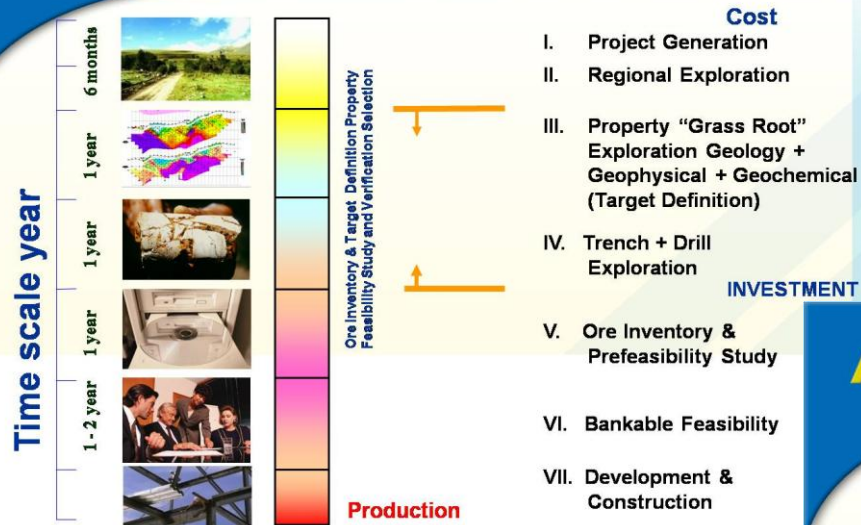 Cost
Time scale year
6 months
1 year
1 year
1 year
1 - 2 year
Ore Inventory & Target Definition Property
Feasibility Study and Verification Selection
I. Project Generation
II. Regional Exploration
III. Property “Grass Root”
Exploration Geology +
Geophysical + Geochemical
(Target Definition)
IV. Trench + Drill
Exploration
INVESTMENT
V. Ore Inventory &
Prefeasibility Study
VI. Bankable Feasibility
VII. Development &
Construction
Production